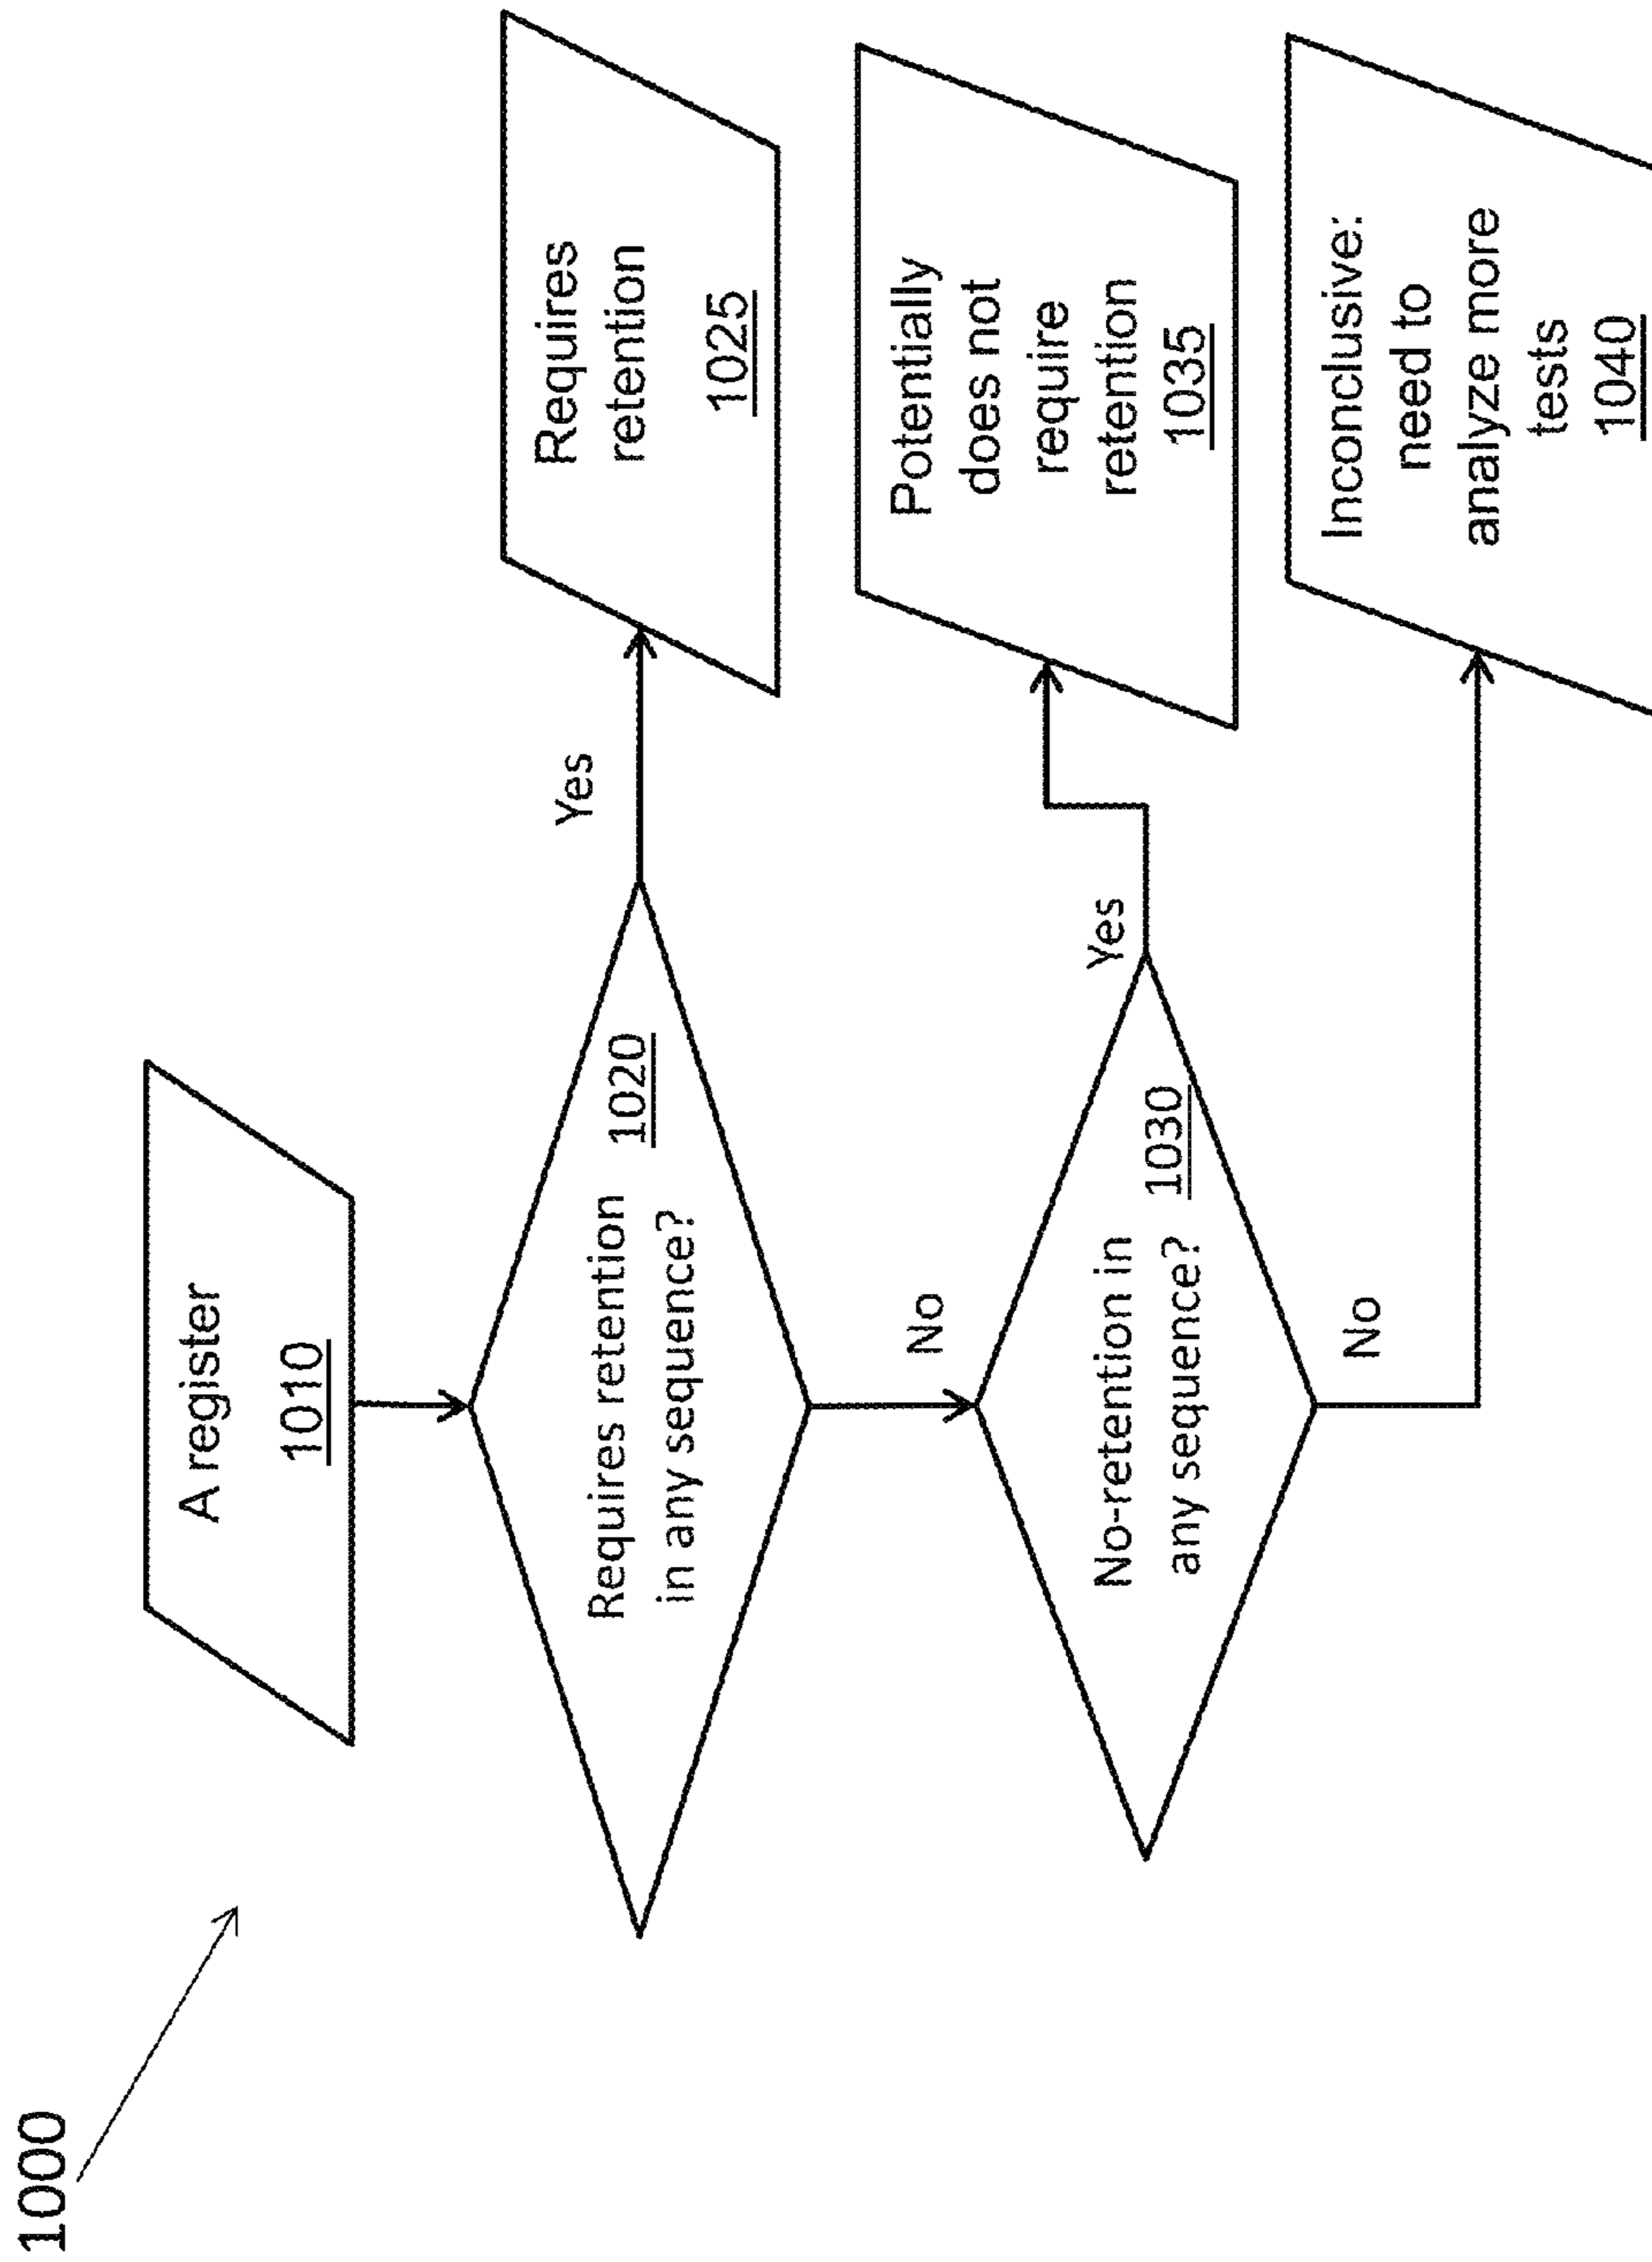 1000
A register
1010
Requires retention
in any sequence?
1020
Yes
Requires
retention
1025
No
No-retention in
any sequence?
1030
Yes
Potentially
does not
require
retention
1035
No
Inconclusive:
need to
analyze more
tests
1040